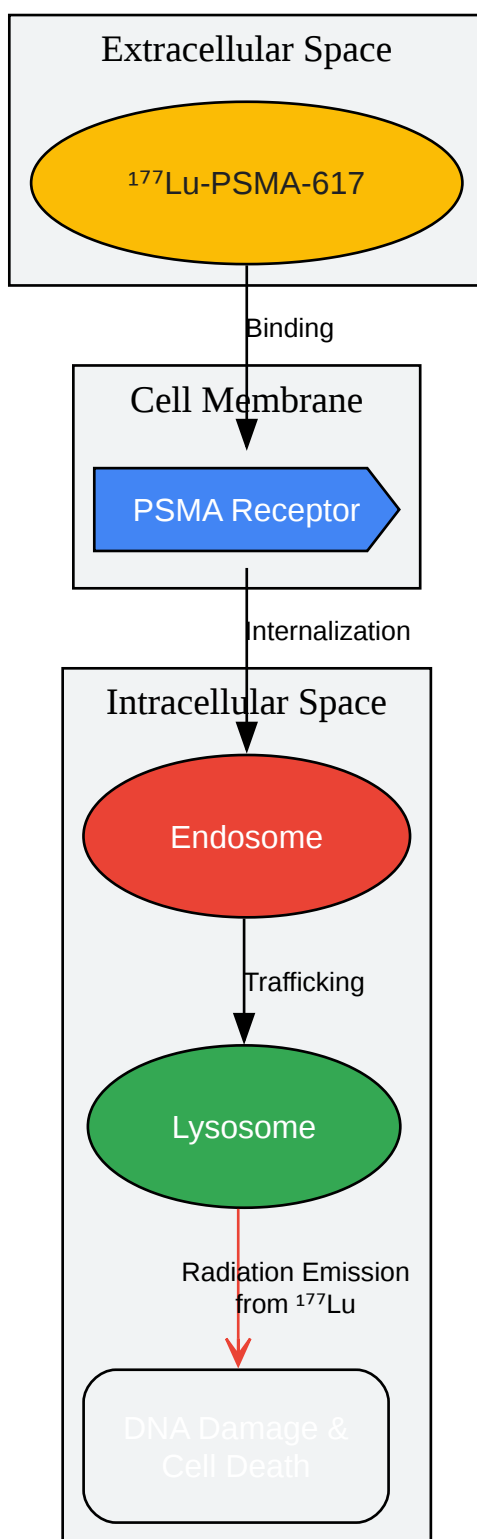 Extracellular Space
¹⁷⁷Lu-PSMA-617
Binding
Cell Membrane
PSMA Receptor
Internalization
Intracellular Space
Endosome
Trafficking
Lysosome
Radiation Emission
from ¹⁷⁷Lu
DNA Damage &
Cell Death